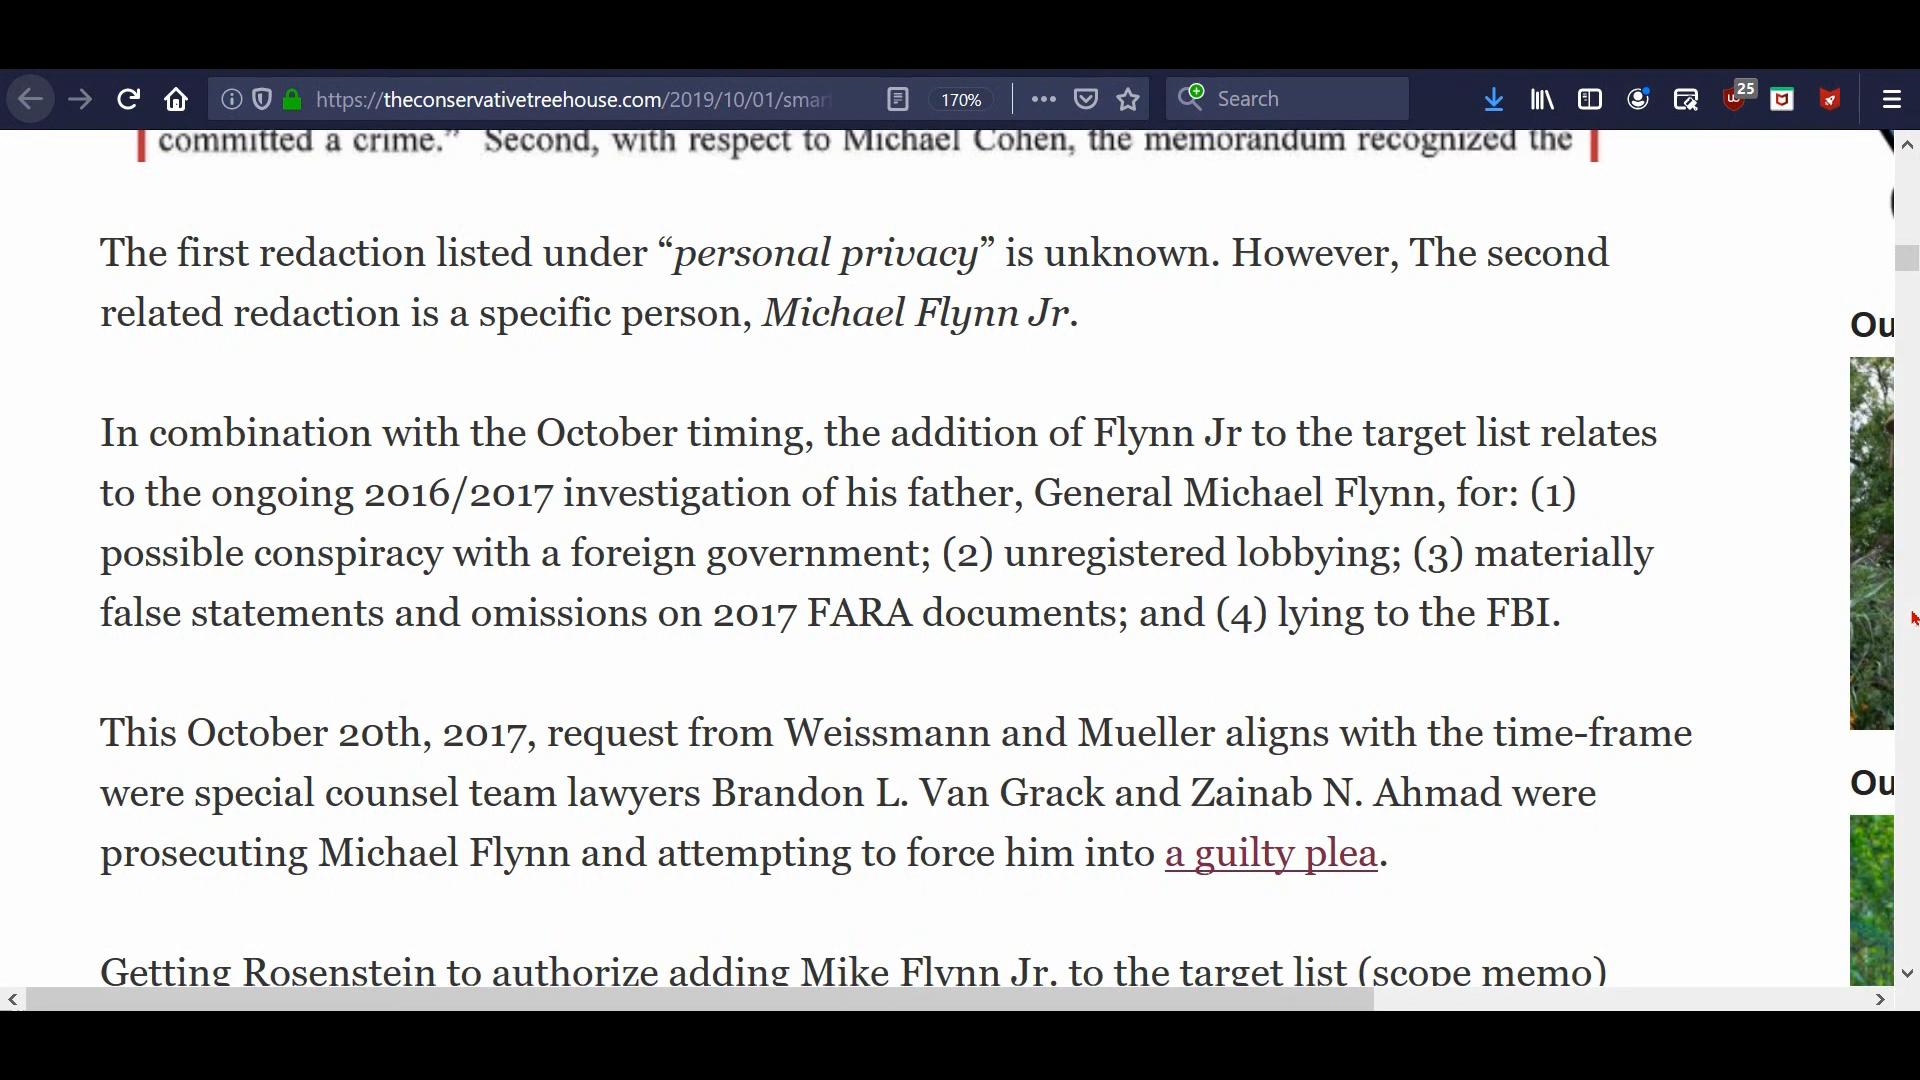 https://theconservativetreehouse.com/2019/10/01/smar
170%
Search
25
committed a crime.” Second, with respect to Michael Cohen, the memorandum recognized the
The first redaction listed under “personal privacy” is unknown. However, The second
related redaction is a specific person, Michael Flynn Jr.
In combination with the October timing, the addition of Flynn Jr to the target list relates
to the ongoing 2016/2017 investigation of his father, General Michael Flynn, for: (1)
possible conspiracy with a foreign government; (2) unregistered lobbying; (3) materially
false statements and omissions on 2017 FARA documents; and (4) lying to the FBI.
This October 20th, 2017, request from Weissmann and Mueller aligns with the time-frame
were special counsel team lawyers Brandon L. Van Grack and Zainab N. Ahmad were
prosecuting Michael Flynn and attempting to force him into a guilty plea.
Getting Rosenstein to authorize adding Mike Flynn Jr. to the target list (scope memo)
Ou
Ou